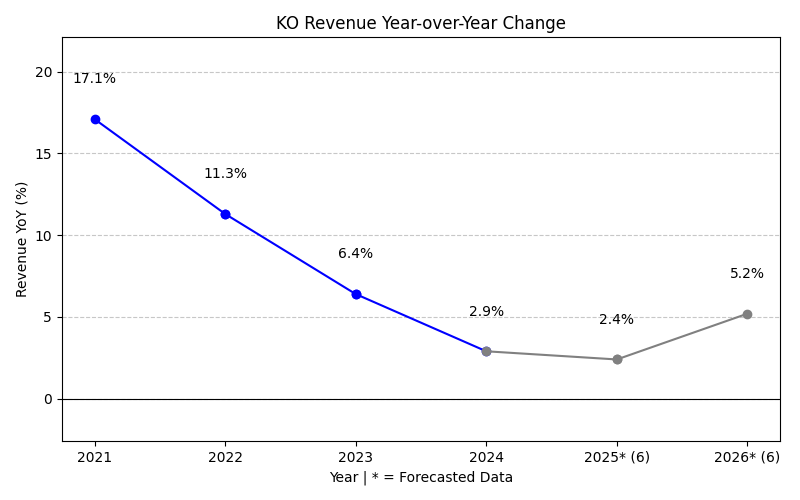 KO Revenue Year-over-Year Change
Revenue YoY (%)
20
15
10
5
0
17.1%
11.3%
6.4%
2.9%
2.4%
5.2%
2021 2022 2023 2024 2025* (6) 2026* (6)
Year | * = Forecasted Data